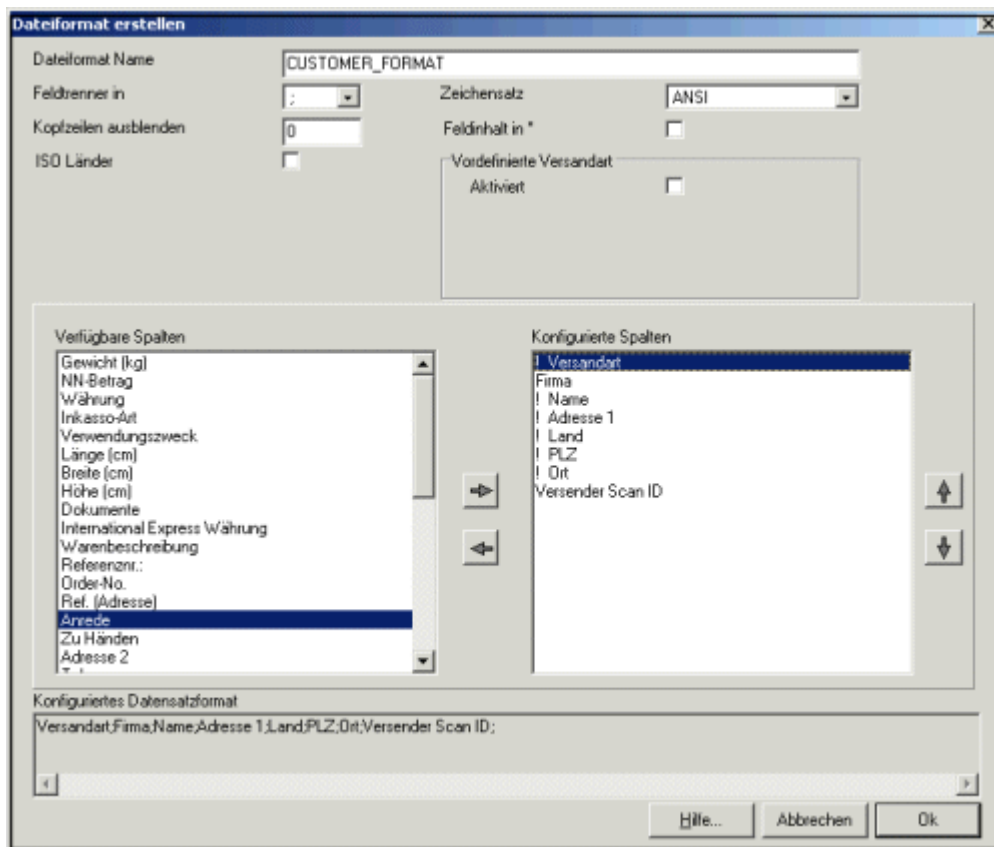 Dateiformat erstellen
Dateiformat Name CUSTOMER_FORMAT
Feldtrenner in ; Zeichensatz ANSI
Kopfzeilen ausblenden 0 Feldinhalt in "
ISO Länder
Vordefinierte Versandart
Aktiviert
Verfügbare Spalten
Gewicht (kg)
NN-Betrag
Währung
Inkasso-Art
Verwendungszweck
Länge (cm)
Breite (cm)
Höhe (cm)
Dokumente
International Express Währung
Warenbeschreibung
Referenznr.:
Order-No.
Ref. (Adresse)
Anrede
Zu Händen
Adresse 2
Konfigurierte Spalten
! Versandart
Firma
! Name
! Adresse 1
! Land
! PLZ
! Ort
Versender Scan ID
Konfiguriertes Datensatzformat
Versandart;Firma;Name;Adresse 1;Land;PLZ;Ort;Versender Scan ID;
Hilfe... Abbrechen Ok